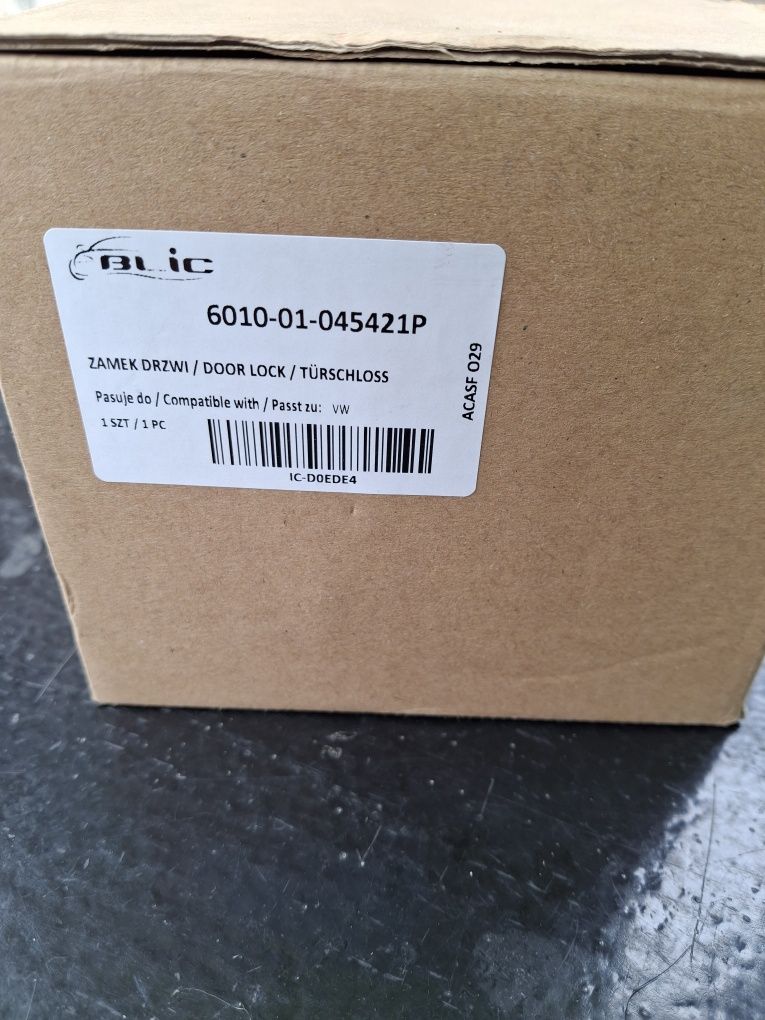 BLiC
6010-01-045421P
ZAMEK DRZWI / DOOR LOCK / TÜRSCHLOSS
Pasuje do / Compatible with / Passt zu: VW
1 SZT / 1 PC
IC-D0EDE4
ACASF O29